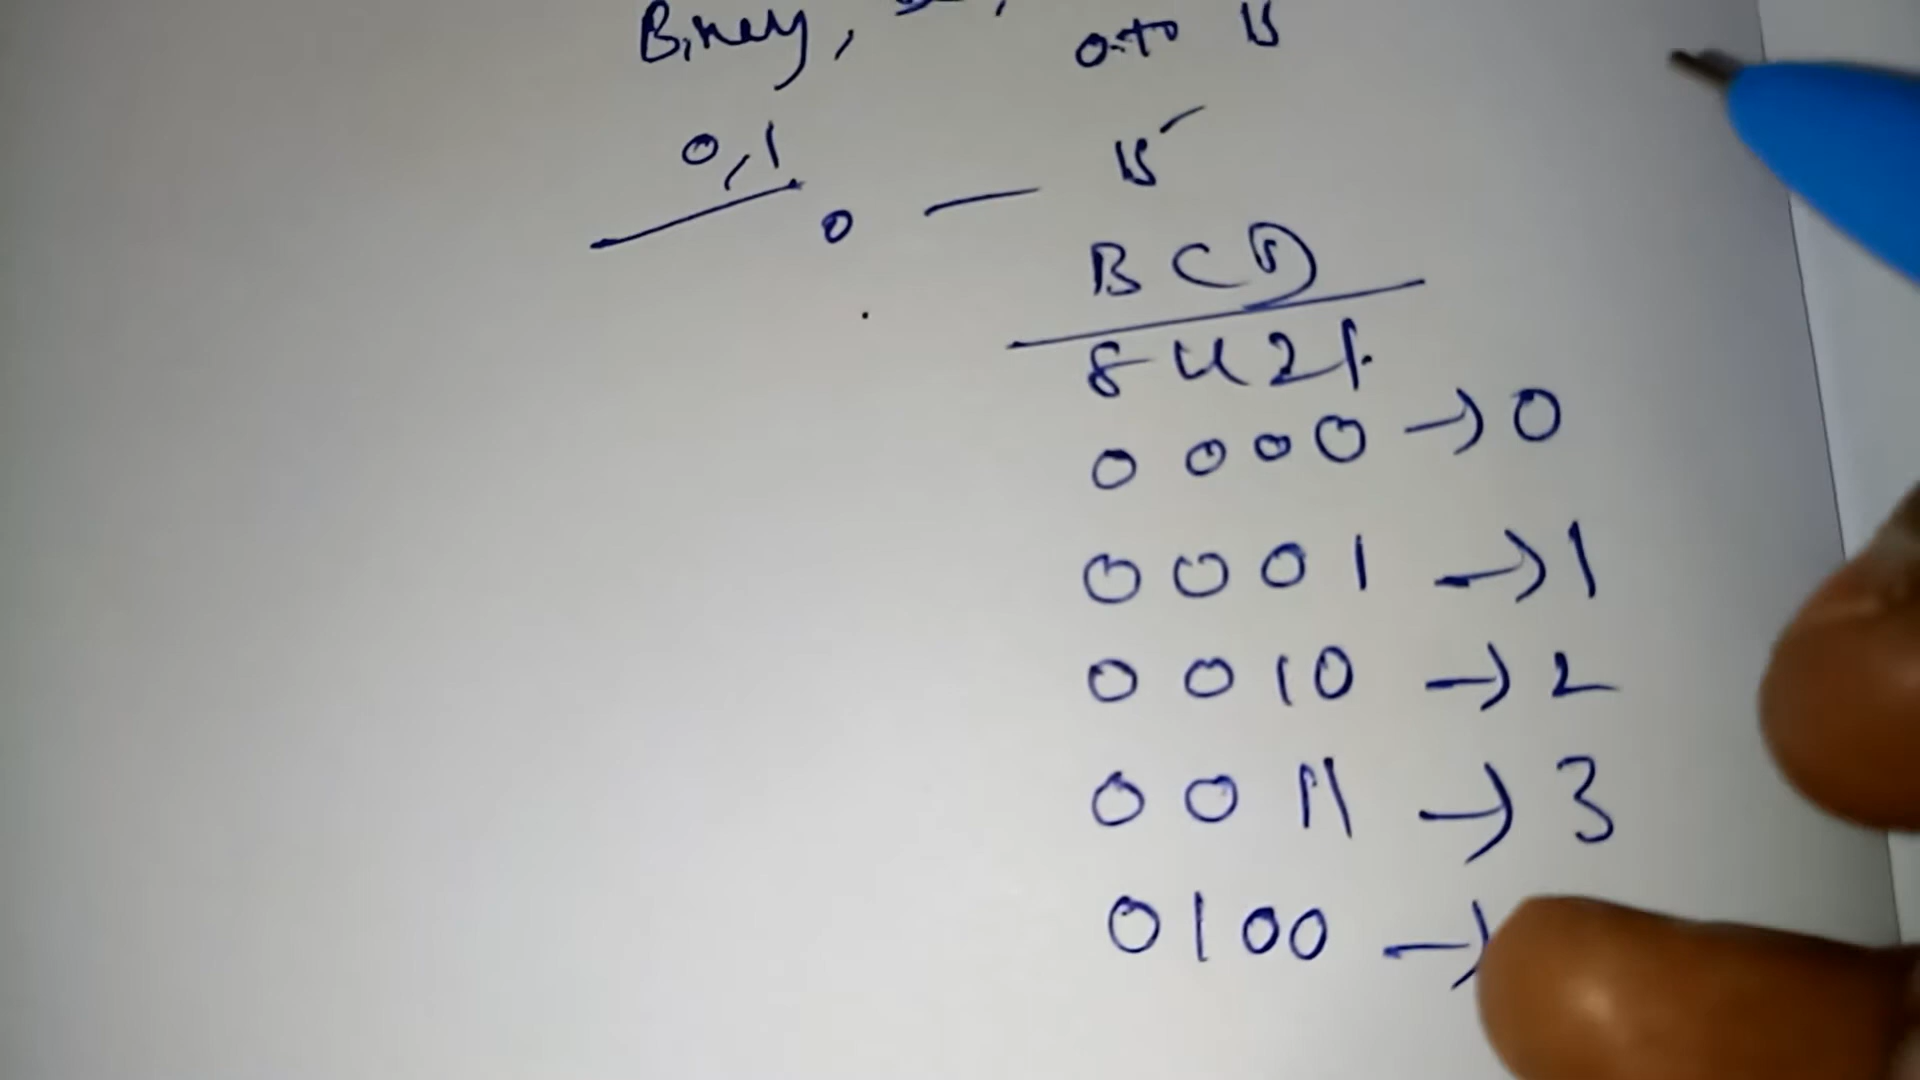 Binary,
0 to 15
0,1
0 — 15
BCD
8421
0000 → 0
0001 → 1
0010 → 2
0011 → 3
0100 →